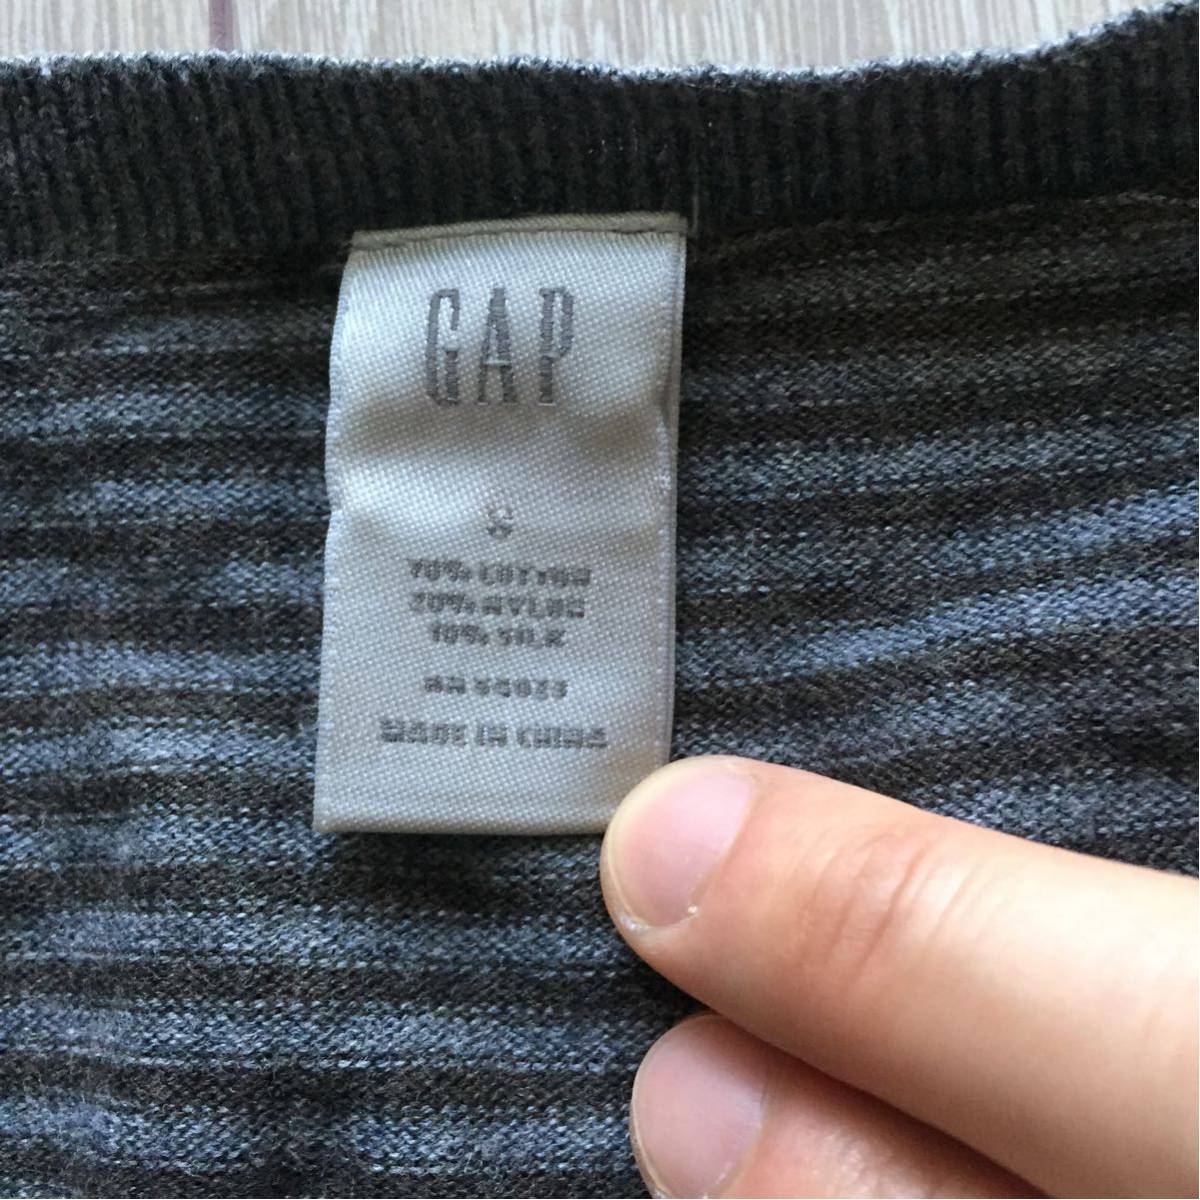 GAP
S
70% COTTON
20% NYLON
10% SILK
RN 54023
MADE IN CHINA